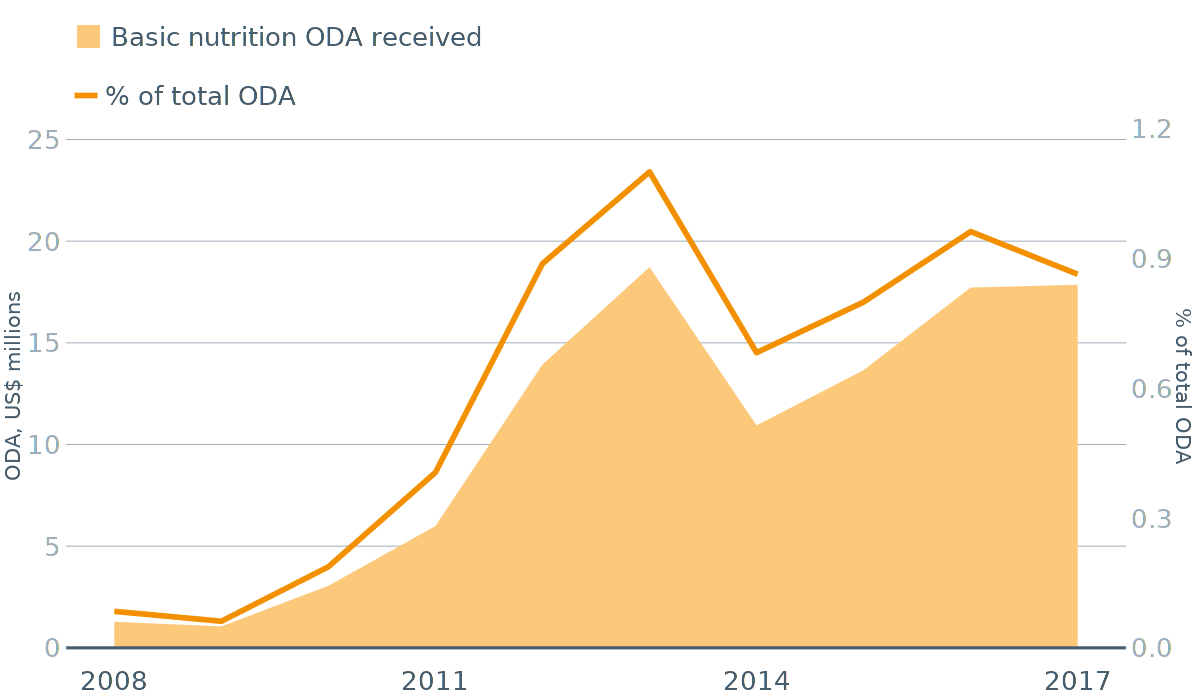 Basic nutrition ODA received
% of total ODA
25
20
15
10
5
0
ODA, US$ millions
1.2
0.9
0.6
0.3
0.0
% of total ODA
2008 2011 2014 2017